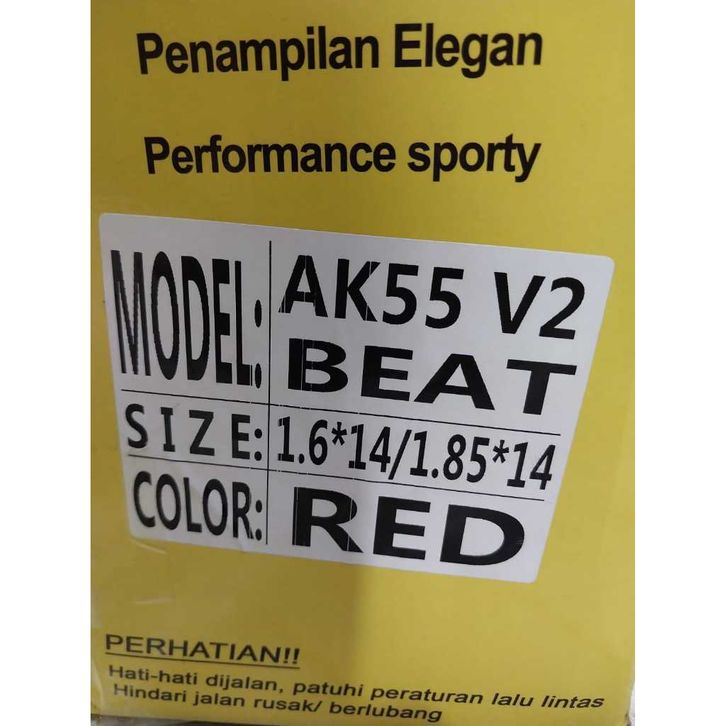 Penampilan Elegan
Performance sporty
MODEL: AK55 V2
BEAT
SIZE: 1.6*14/1.85*14
COLOR: RED
PERHATIAN!!
Hati-hati dijalan, patuhi peraturan lalu lintas
Hindari jalan rusak/ berlubang